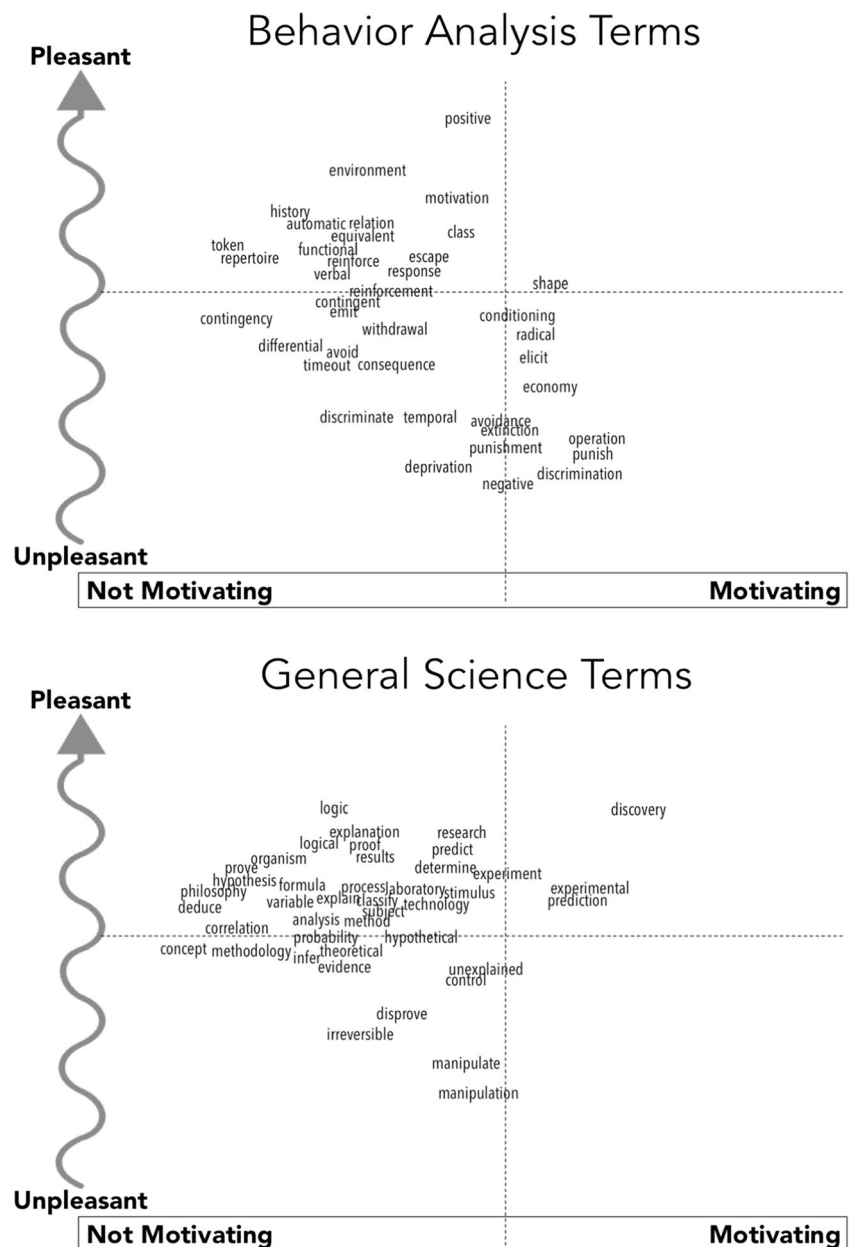 Behavior Analysis Terms
Pleasant
positive
environment
motivation
history
automatic relation
class
equivalent
token
functional
escape
repertoire
reinforce
response
verbal
shape
reinforcement
contingent
emit
conditioning
contingency
withdrawal
radical
differential
avoid
elicit
timeout consequence
economy
discriminate temporal
avoidance
extinction
operation
punishment
punish
deprivation
discrimination
negative
Unpleasant
Not Motivating Motivating
General Science Terms
Pleasant
logic
discovery
explanation
research
logical proof
predict
organism
results
prove
determine
experiment
hypothesis
formula
process
laboratory
stimulus
experimental
philosophy
variable
explain
classify
technology
prediction
deduce
subject
analysis method
correlation
probability
hypothetical
concept methodology
infer
theoretical
evidence
unexplained
control
disprove
irreversible
manipulate
manipulation
Unpleasant
Not Motivating Motivating